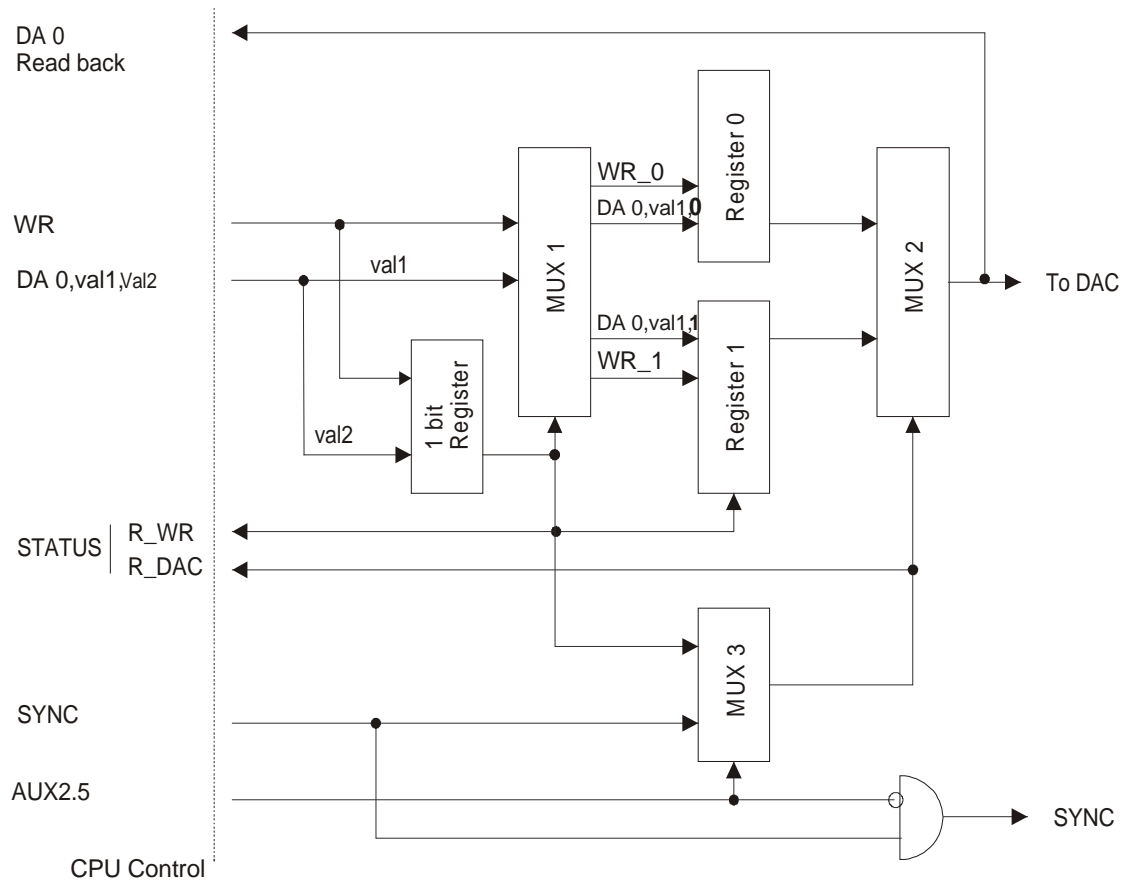 DA 0
Read back
Register 0
WR_0
DA 0,val1,0
WR
MUX 1
MUX 2
DA 0,val1,Val2
val1
To DAC
DA 0,val1,1
WR_1
Register 1
1 bit
Register
val2
STATUS
R_WR
R_DAC
MUX 3
SYNC
AUX2.5
SYNC
CPU Control